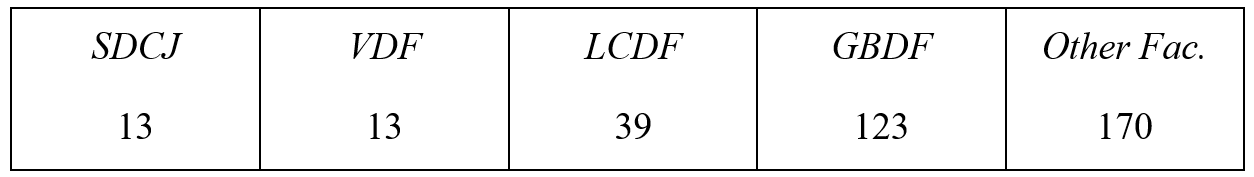 SDCJ VDF LCDF GBDF Other Fac.
13 13 39 123 170